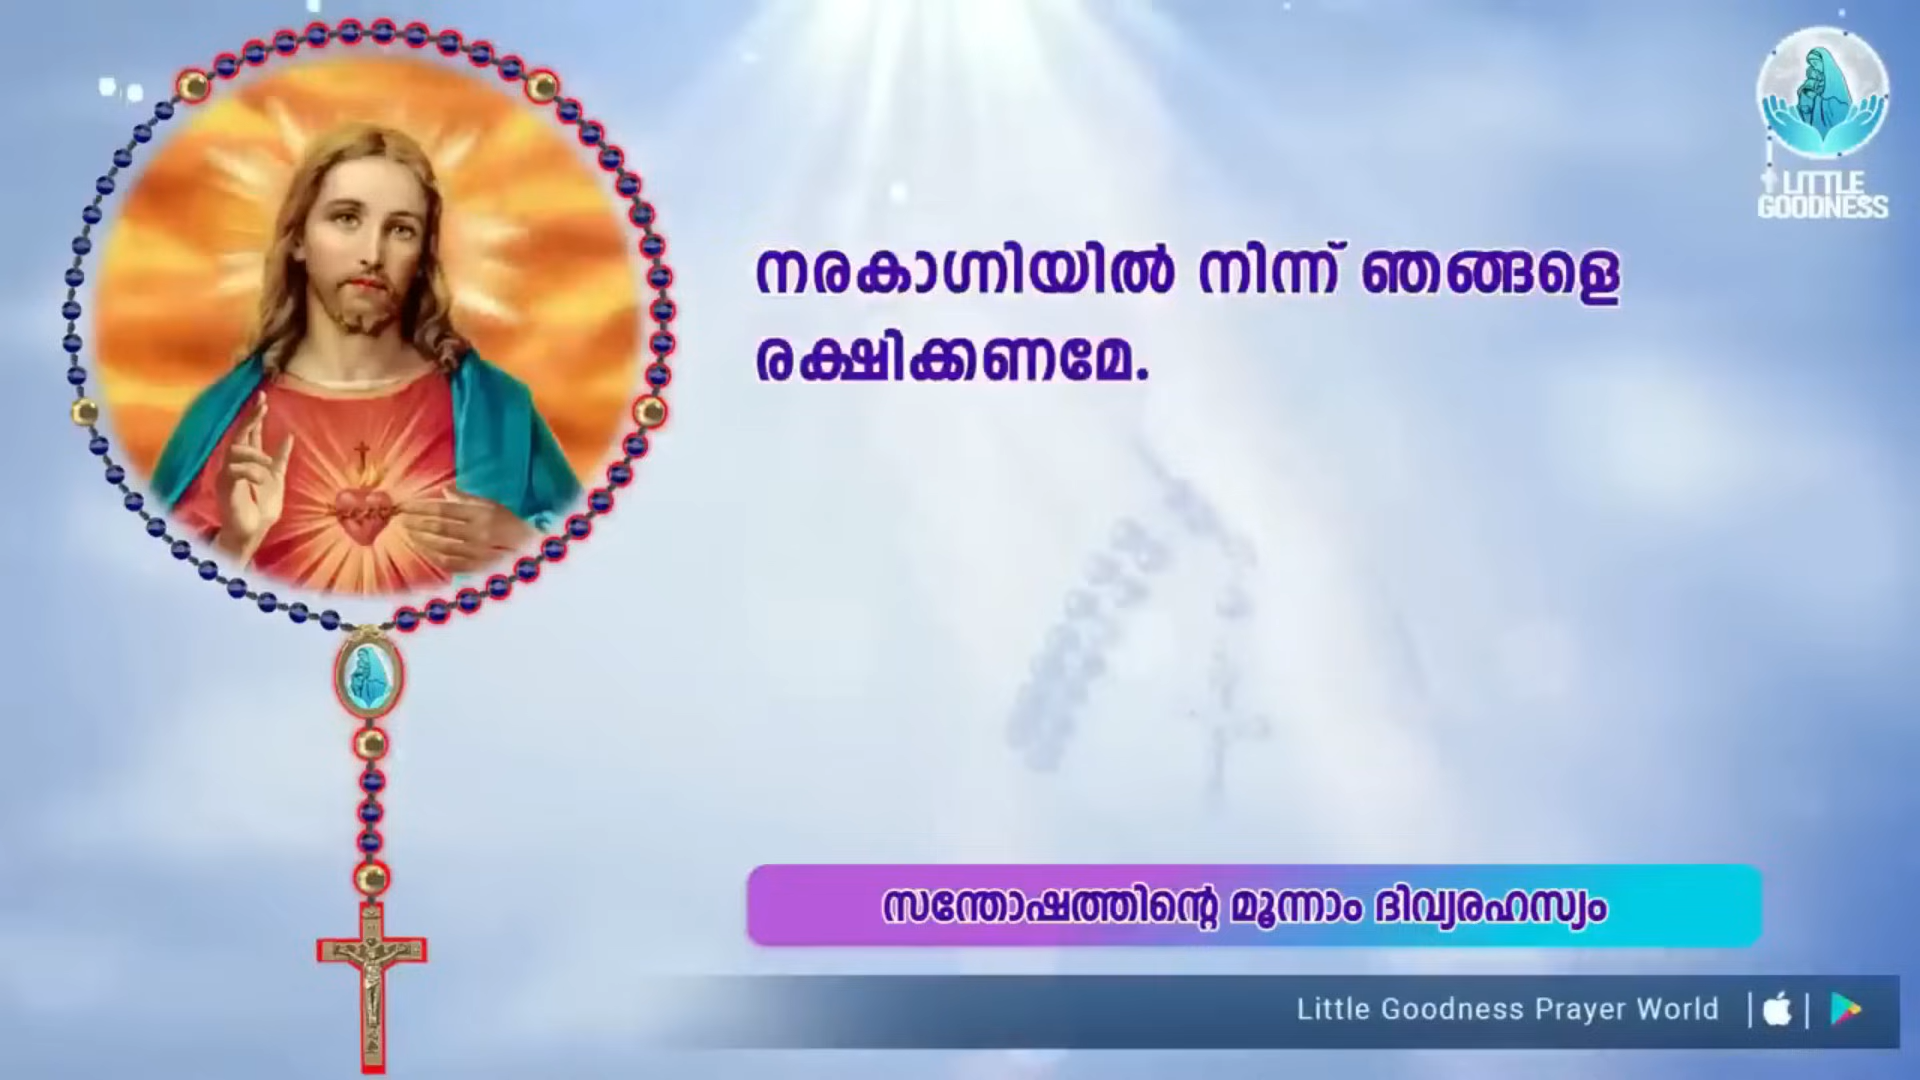 LITTLE
GOODNESS
നരകാഗ്നിയിൽ നിന്ന് ഞങ്ങളെ
രക്ഷിക്കണമേ.
സന്തോഷത്തിന്റെ മൂന്നാം ദിവ്യരഹസ്യം
Little Goodness Prayer World